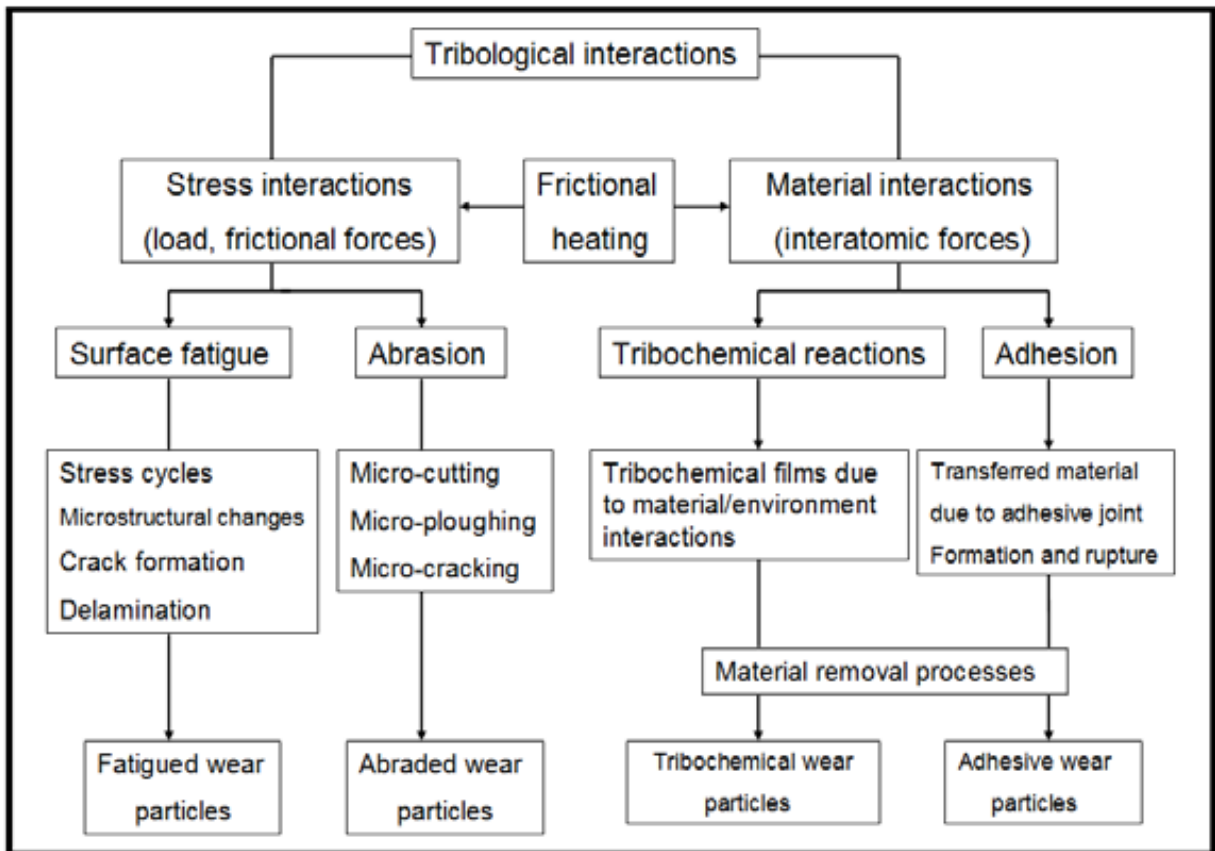 Tribological interactions
Stress interactions
(load, frictional forces)
Frictional
heating
Material interactions
(interatomic forces)
Surface fatigue
Abrasion
Tribochemical reactions
Adhesion
Stress cycles
Microstructural changes
Crack formation
Delamination
Micro-cutting
Micro-ploughing
Micro-cracking
Tribochemical films due
to material/environment
interactions
Transferred material
due to adhesive joint
Formation and rupture
Material removal processes
Fatigued wear
particles
Abraded wear
particles
Tribochemical wear
particles
Adhesive wear
particles